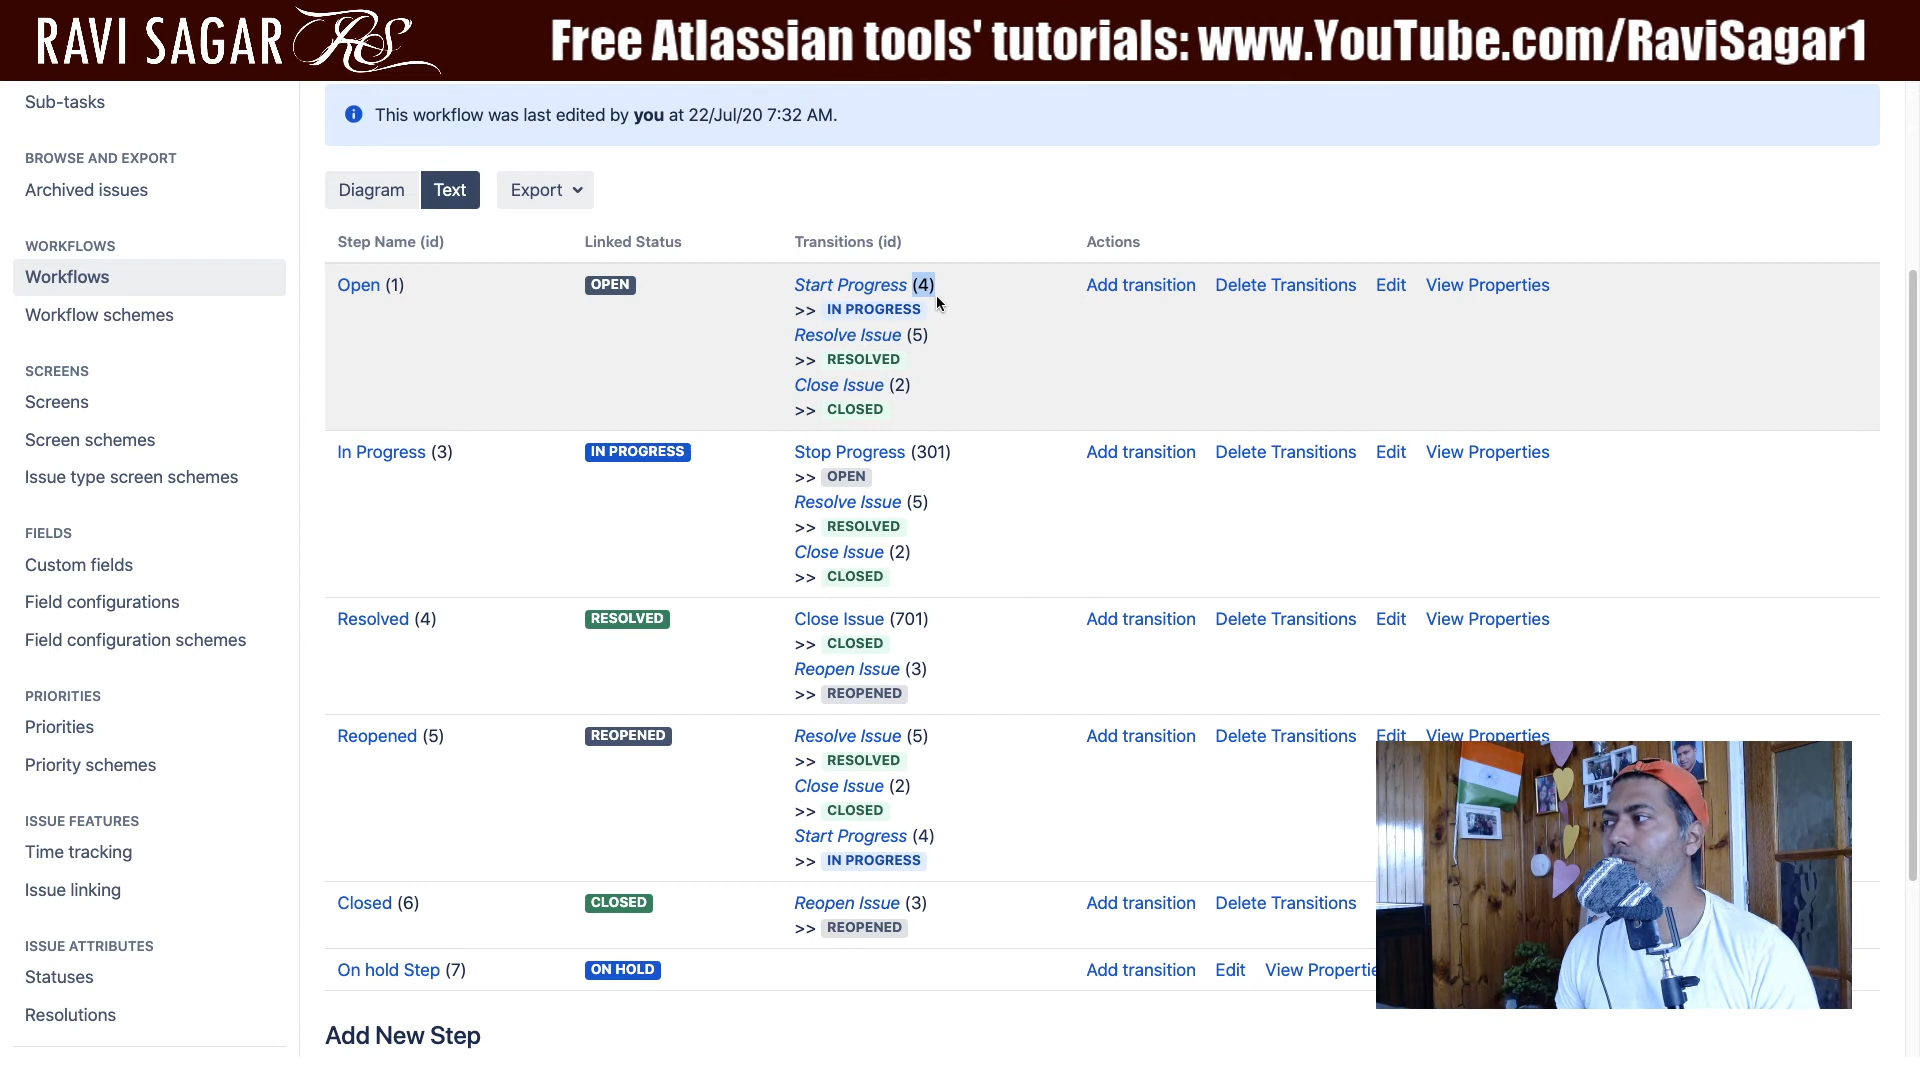 RAVI SAGAR RS
Free Atlassian tools' tutorials: www.YouTube.com/RaviSagar1
Sub-tasks
BROWSE AND EXPORT
Archived issues
WORKFLOWS
Workflows
Workflow schemes
SCREENS
Screens
Screen schemes
Issue type screen schemes
FIELDS
Custom fields
Field configurations
Field configuration schemes
PRIORITIES
Priorities
Priority schemes
ISSUE FEATURES
Time tracking
Issue linking
ISSUE ATTRIBUTES
Statuses
Resolutions
This workflow was last edited by you at 22/Jul/20 7:32 AM.
Diagram Text Export
Step Name (id) Linked Status Transitions (id) Actions
Open (1) OPEN Start Progress (4) Add transition Delete Transitions Edit View Properties
>> IN PROGRESS
Resolve Issue (5)
>> RESOLVED
Close Issue (2)
>> CLOSED
In Progress (3) IN PROGRESS Stop Progress (301) Add transition Delete Transitions Edit View Properties
>> OPEN
Resolve Issue (5)
>> RESOLVED
Close Issue (2)
>> CLOSED
Resolved (4) RESOLVED Close Issue (701) Add transition Delete Transitions Edit View Properties
>> CLOSED
Reopen Issue (3)
>> REOPENED
Reopened (5) REOPENED Resolve Issue (5) Add transition Delete Transitions Edit View Properties
>> RESOLVED
Close Issue (2)
>> CLOSED
Start Progress (4)
>> IN PROGRESS
Closed (6) CLOSED Reopen Issue (3) Add transition Delete Transitions
>> REOPENED
On hold Step (7) ON HOLD Add transition Edit View Propertie
Add New Step